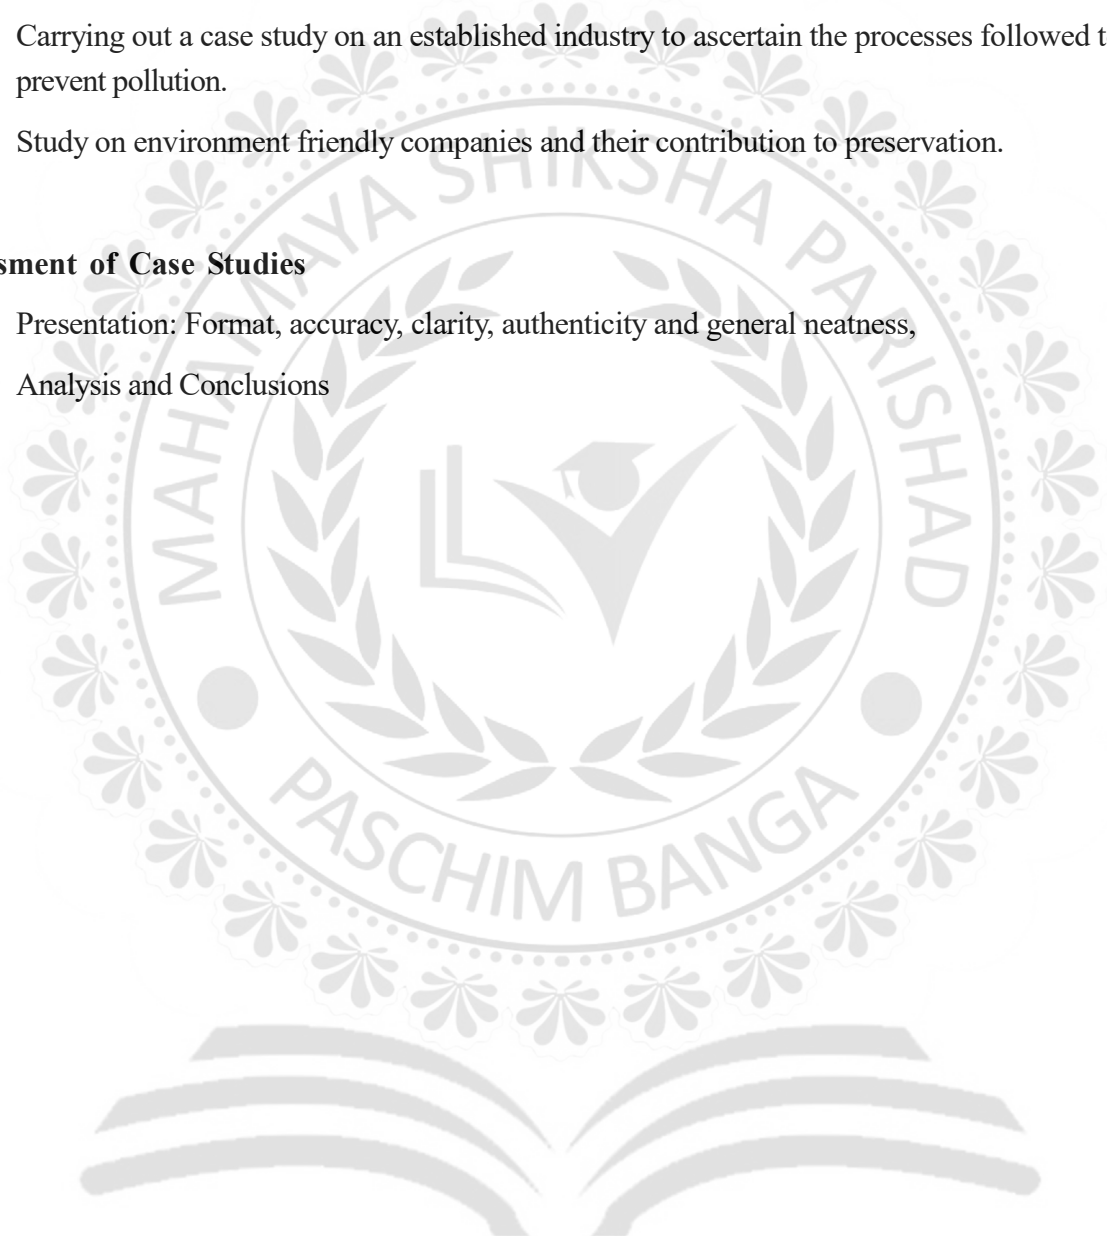 Carrying out a case study on an established industry to ascertain the processes followed t
prevent pollution.
Study on environment friendly companies and their contribution to preservation.
sment of Case Studies
Presentation: Format, accuracy, clarity, authenticity and general neatness,
Analysis and Conclusions
MAHAMAYA SHIKSHA PARISHAD
PASCHIM BANGA